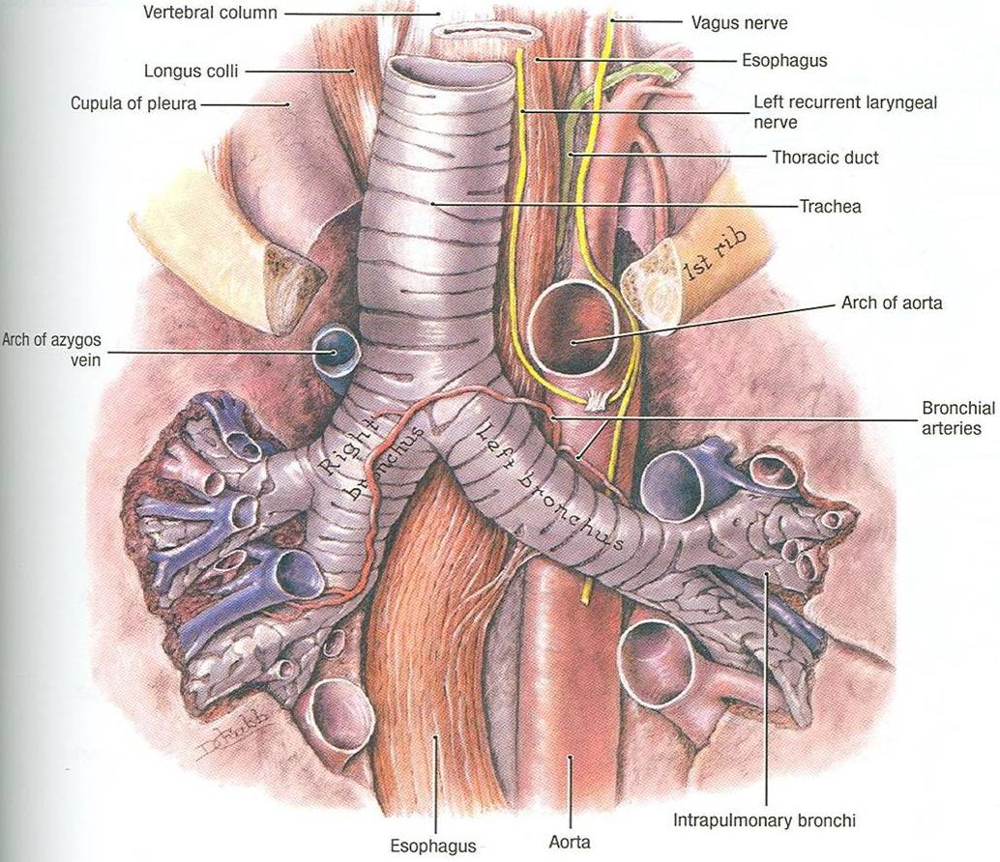 Vertebral column
Vagus nerve
Longus colli
Esophagus
Cupula of pleura
Left recurrent laryngeal
nerve
Thoracic duct
Trachea
1st rib
Arch of aorta
Arch of azygos
vein
Bronchial
arteries
Right
bronchus
Left bronchus
Intrapulmonary bronchi
Esophagus
Aorta